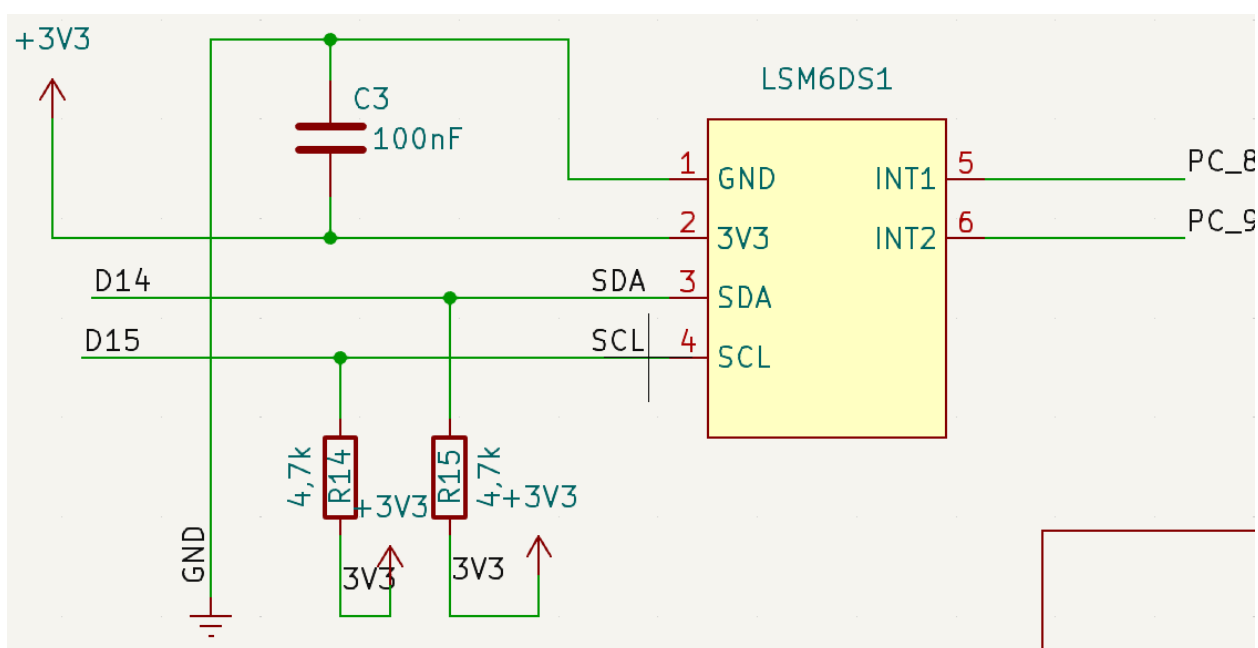 +3V3
LSM6DS1
C3
100nF
1
GND
INT1
5
PC_8
2
3V3
INT2
6
PC_9
D14
SDA
3
SDA
D15
SCL
4
SCL
4,7k
R14
+3V3
R15
4,7k
+3V3
GND
3V3
3V3